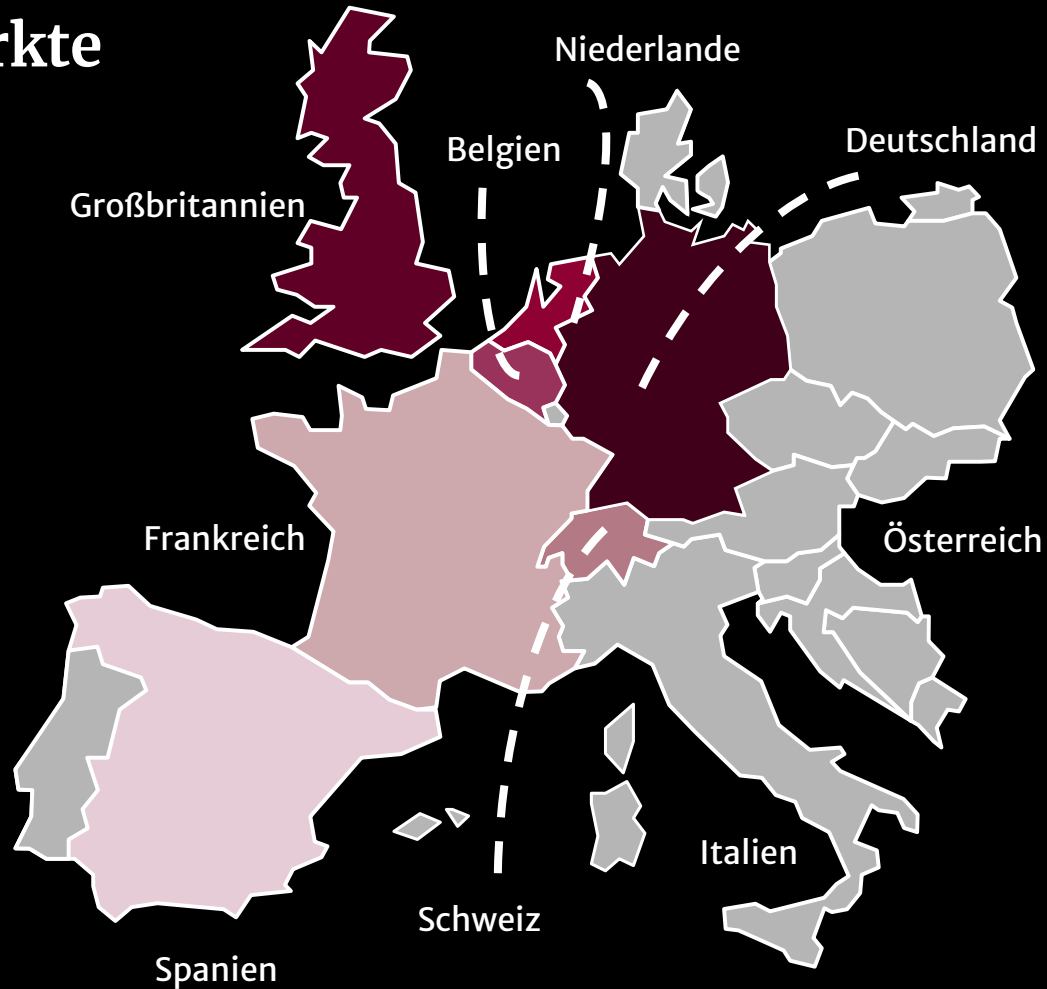 rkte
Niederlande
Deutschland
Belgien
Großbritannien
Frankreich
Österreich
Italien
Schweiz
Spanien